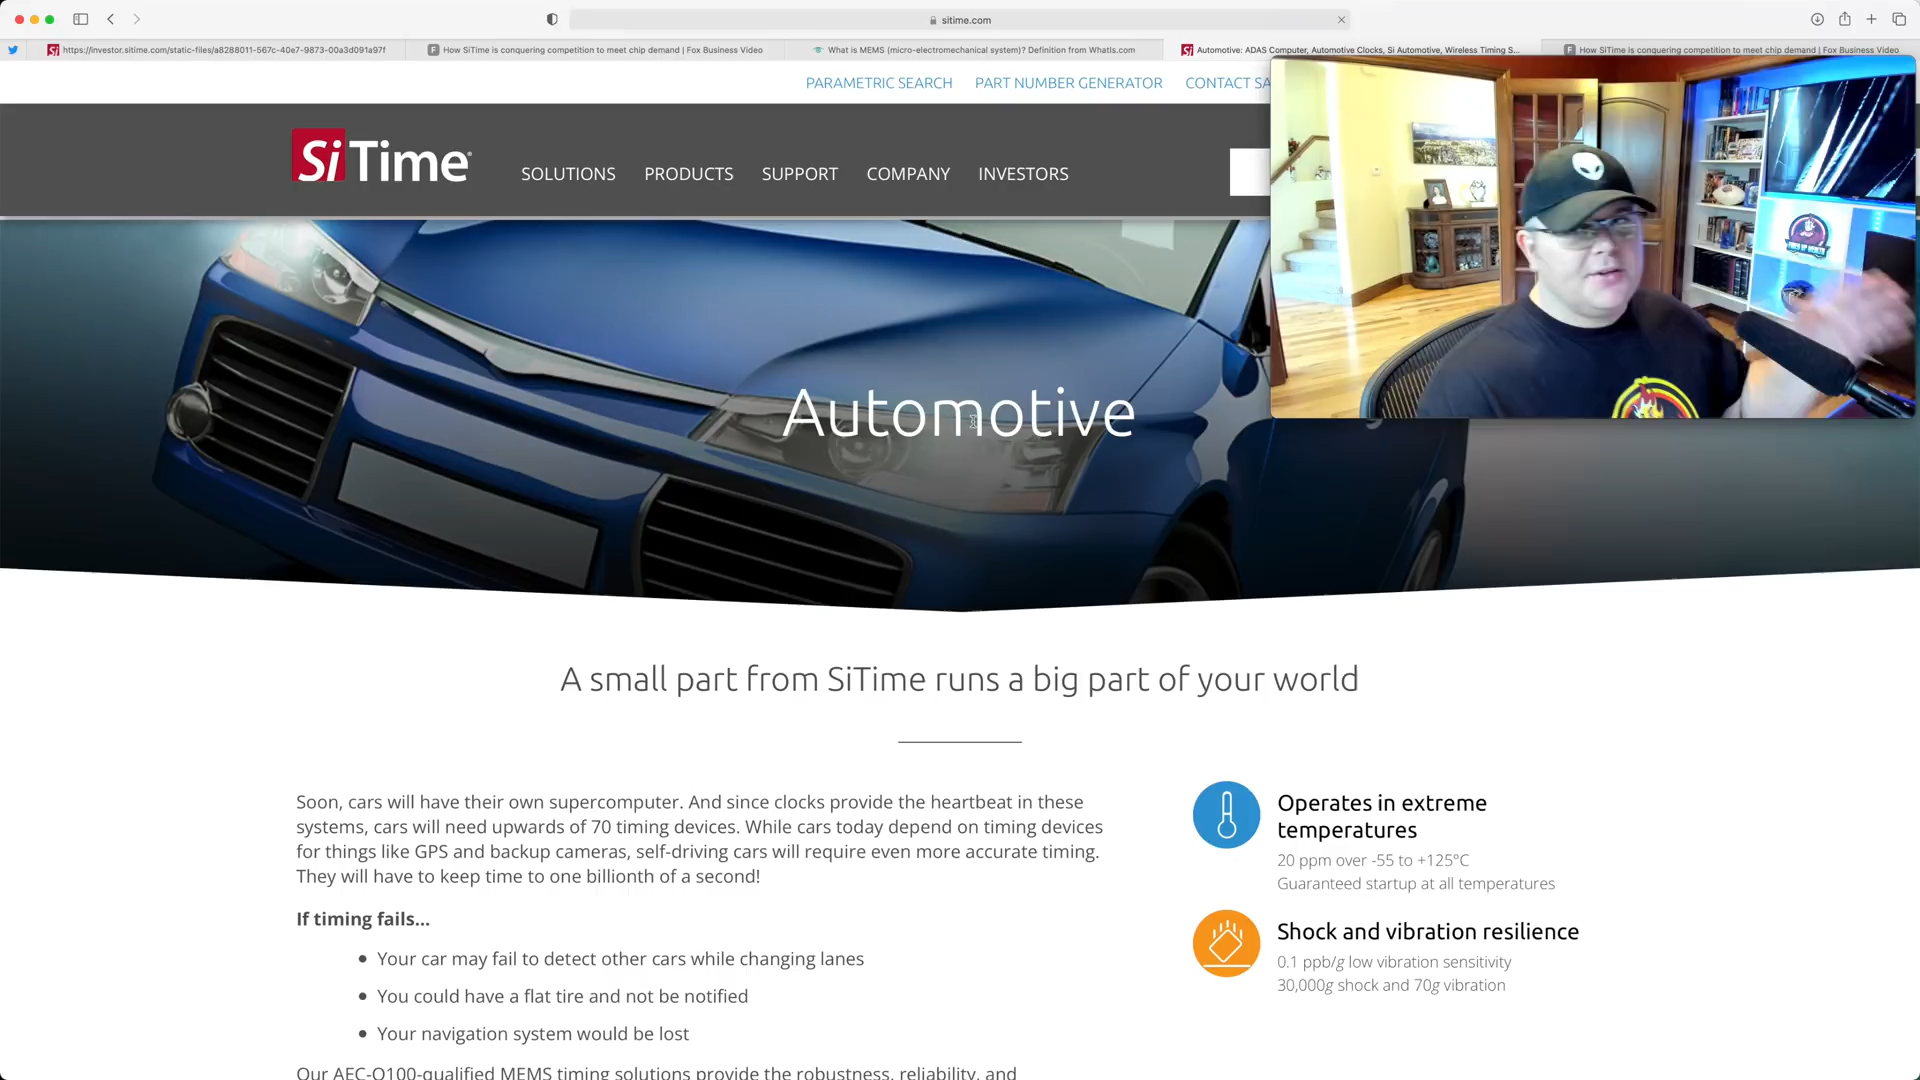 sitime.com
https://investor.sitime.com/static-files/a8288011-567c-40e7-9873-00a3d091a97f
How SiTime is conquering competition to meet chip demand | Fox Business Video
What is MEMS (micro-electromechanical system)? Definition from WhatIs.com
Automotive: ADAS Computer, Automotive Clocks, Si Automotive, Wireless Timing S...
How SiTime is conquering competition to meet chip demand | Fox Business Video
PARAMETRIC SEARCH PART NUMBER GENERATOR CONTACT SA
SiTime
SOLUTIONS PRODUCTS SUPPORT COMPANY INVESTORS
Automotive
A small part from SiTime runs a big part of your world
Soon, cars will have their own supercomputer. And since clocks provide the heartbeat in these
systems, cars will need upwards of 70 timing devices. While cars today depend on timing devices
for things like GPS and backup cameras, self-driving cars will require even more accurate timing.
They will have to keep time to one billionth of a second!
If timing fails...
• Your car may fail to detect other cars while changing lanes
• You could have a flat tire and not be notified
• Your navigation system would be lost
Our AEC-Q100-qualified MEMS timing solutions provide the robustness, reliability, and
Operates in extreme
temperatures
20 ppm over -55 to +125°C
Guaranteed startup at all temperatures
Shock and vibration resilience
0.1 ppb/g low vibration sensitivity
30,000g shock and 70g vibration